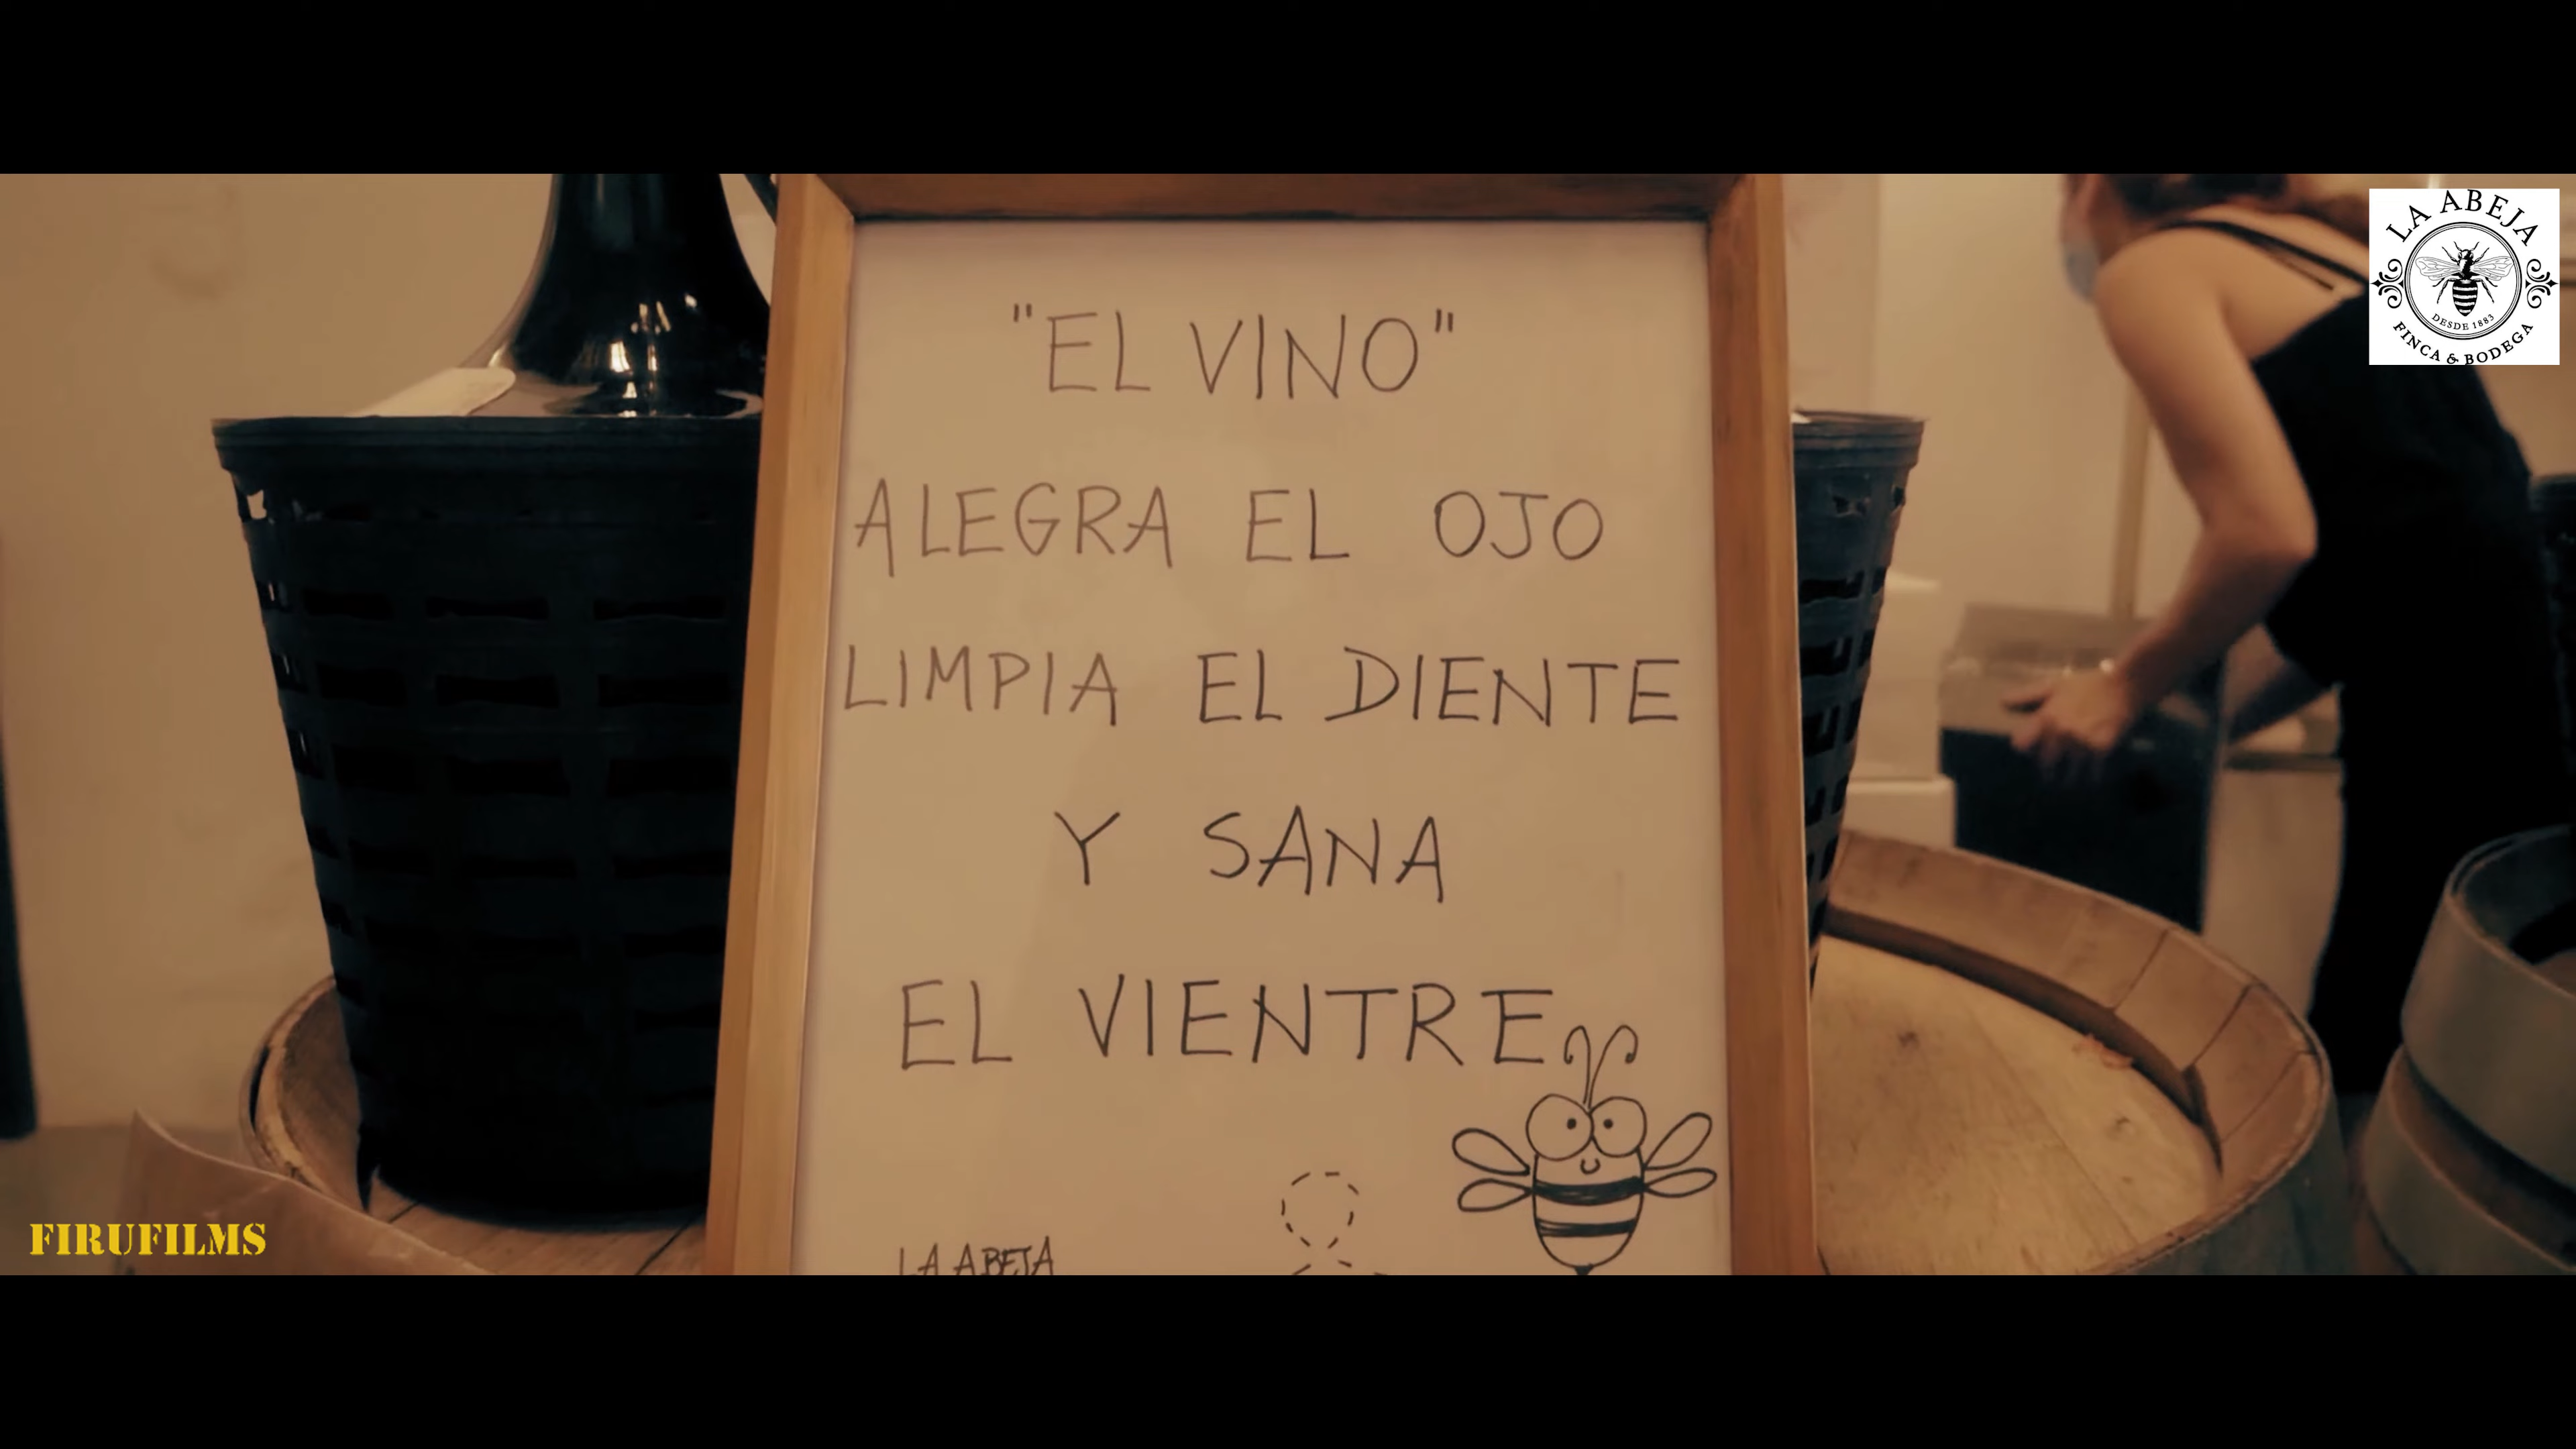 "EL VINO"
ALEGRA EL OJO
LIMPIA EL DIENTE
Y SANA
EL VIENTRE
LA ABEJA
LA ABEJA
DESDE 1883
FINCA & BODEGA
FIRUFILMS